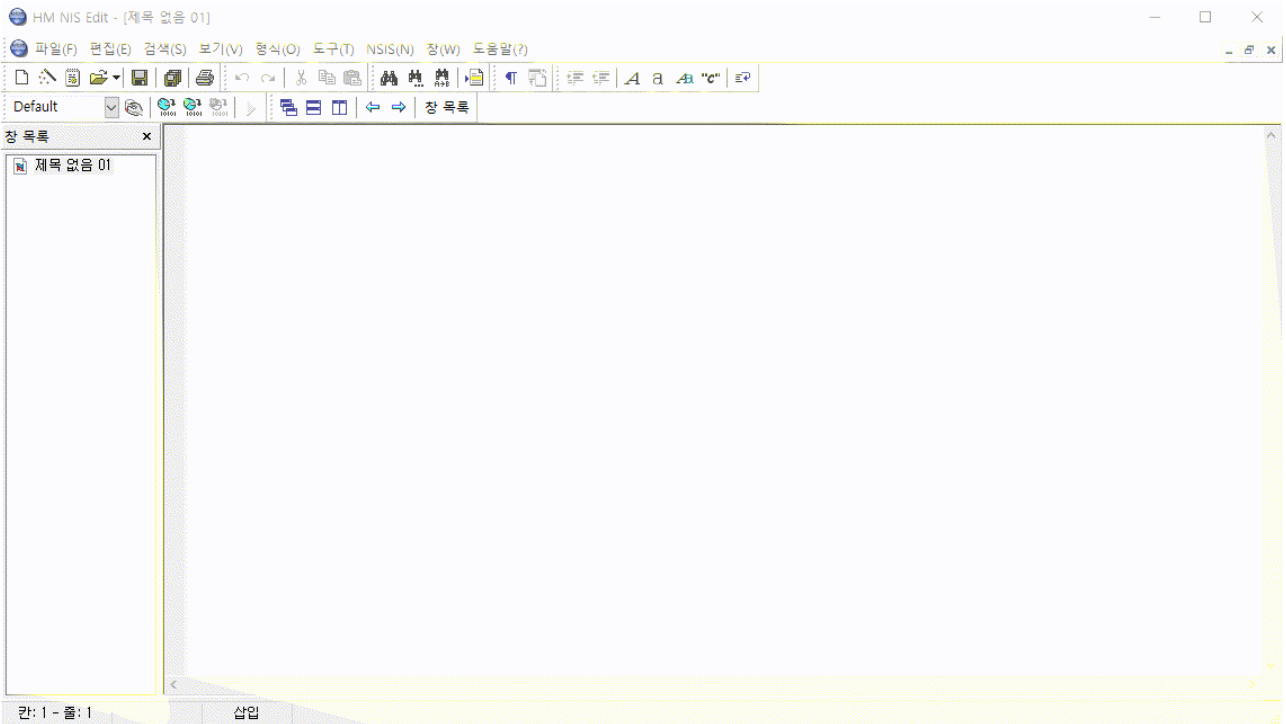 HM NIS Edit - [제목 없음 01]
파일(F) 편집(E) 검색(S) 보기(V) 형식(O) 도구(T) NSIS(N) 창(W) 도움말(?)
Default 창 목록
창 목록
제목 없음 01
칸: 1 - 줄: 1 삽입